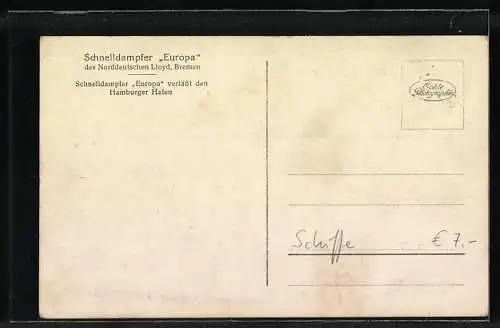 Schnelldampfer „Europa“
des Norddeutschen Lloyd, Bremen
Schnelldampfer „Europa“ verläßt den
Hamburger Hafen
Echte
Photographie
Schiffe € 7,-